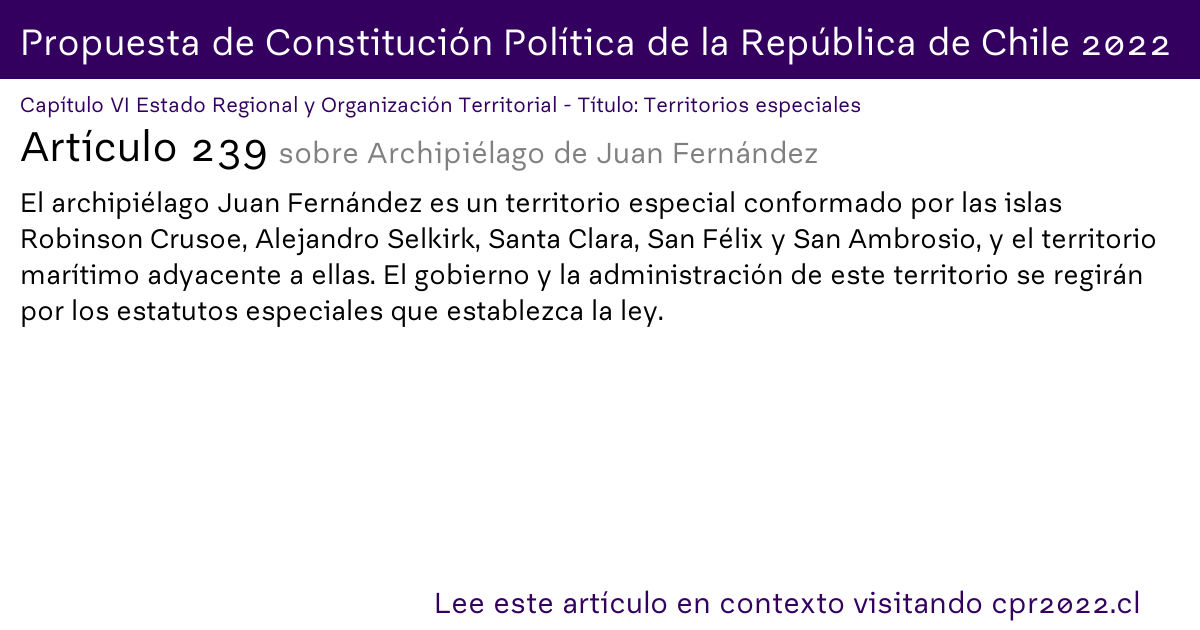 Propuesta de Constitución Política de la República de Chile 2022
Capítulo VI Estado Regional y Organización Territorial - Título: Territorios especiales
Artículo 239 sobre Archipiélago de Juan Fernández
El archipiélago Juan Fernández es un territorio especial conformado por las islas
Robinson Crusoe, Alejandro Selkirk, Santa Clara, San Félix y San Ambrosio, y el territorio
marítimo adyacente a ellas. El gobierno y la administración de este territorio se regirán
por los estatutos especiales que establezca la ley.
Lee este artículo en contexto visitando cpr2022.cl